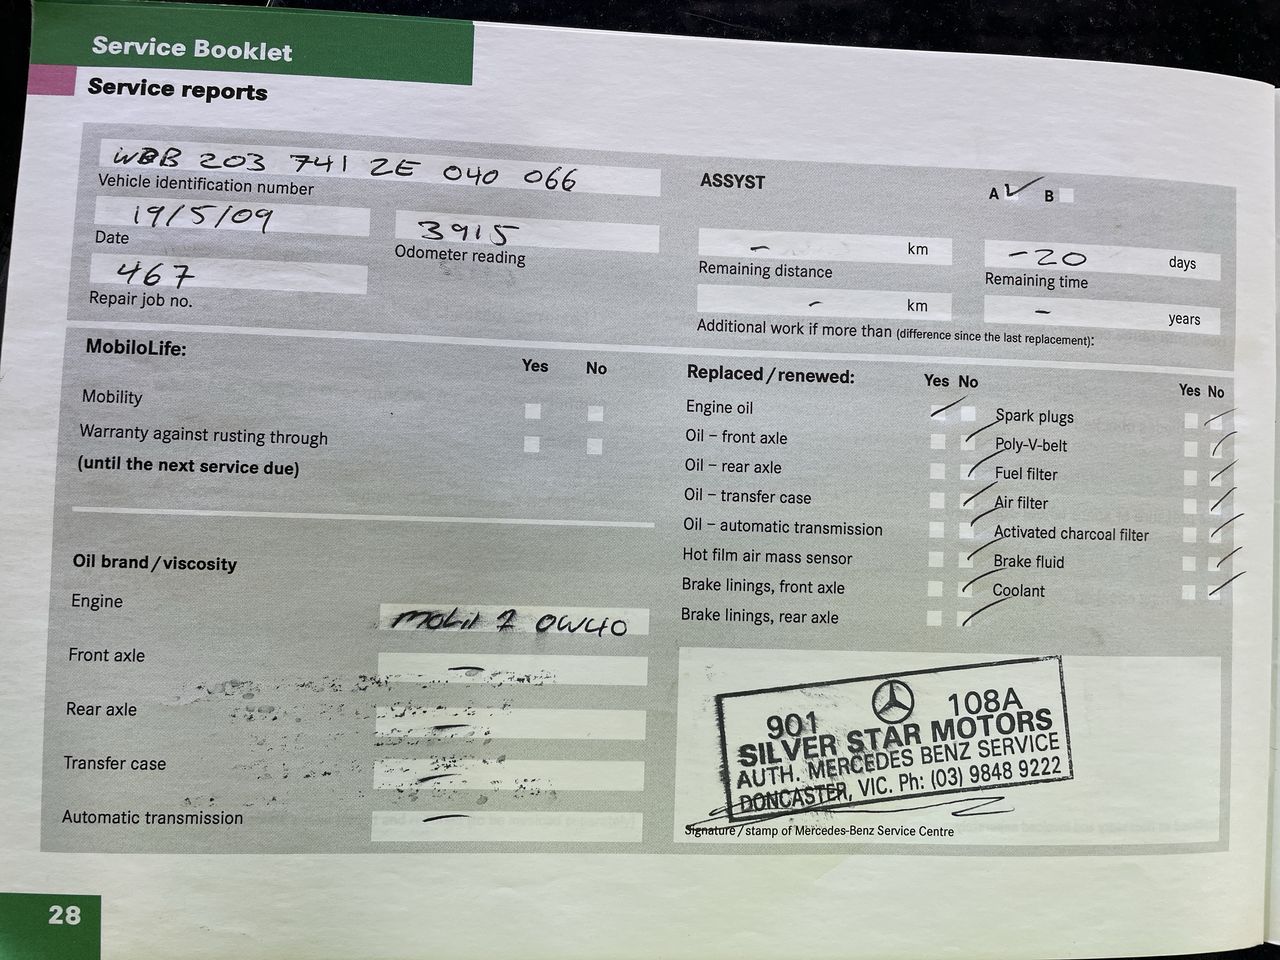 Service Booklet
Service reports
WBB 203 741 2E 040 066
Vehicle identification number
19/5/09
Date
3915
Odometer reading
467
Repair job no.
ASSYST
A B
- km
Remaining distance
-20 days
Remaining time
- km
- years
Additional work if more than (difference since the last replacement):
MobiloLife:
Yes No
Mobility
Warranty against rusting through
(until the next service due)
Replaced/renewed:
Yes No
Engine oil
Oil – front axle
Oil – rear axle
Oil – transfer case
Oil – automatic transmission
Hot film air mass sensor
Brake linings, front axle
Brake linings, rear axle
Yes No
Spark plugs
Poly-V-belt
Fuel filter
Air filter
Activated charcoal filter
Brake fluid
Coolant
Oil brand/viscosity
Engine
mobil 1 0W40
Front axle
-
Rear axle
-
Transfer case
-
Automatic transmission
-
901 108A
SILVER STAR MOTORS
AUTH. MERCEDES BENZ SERVICE
DONCASTER, VIC. Ph: (03) 9848 9222
Signature/stamp of Mercedes-Benz Service Centre
28